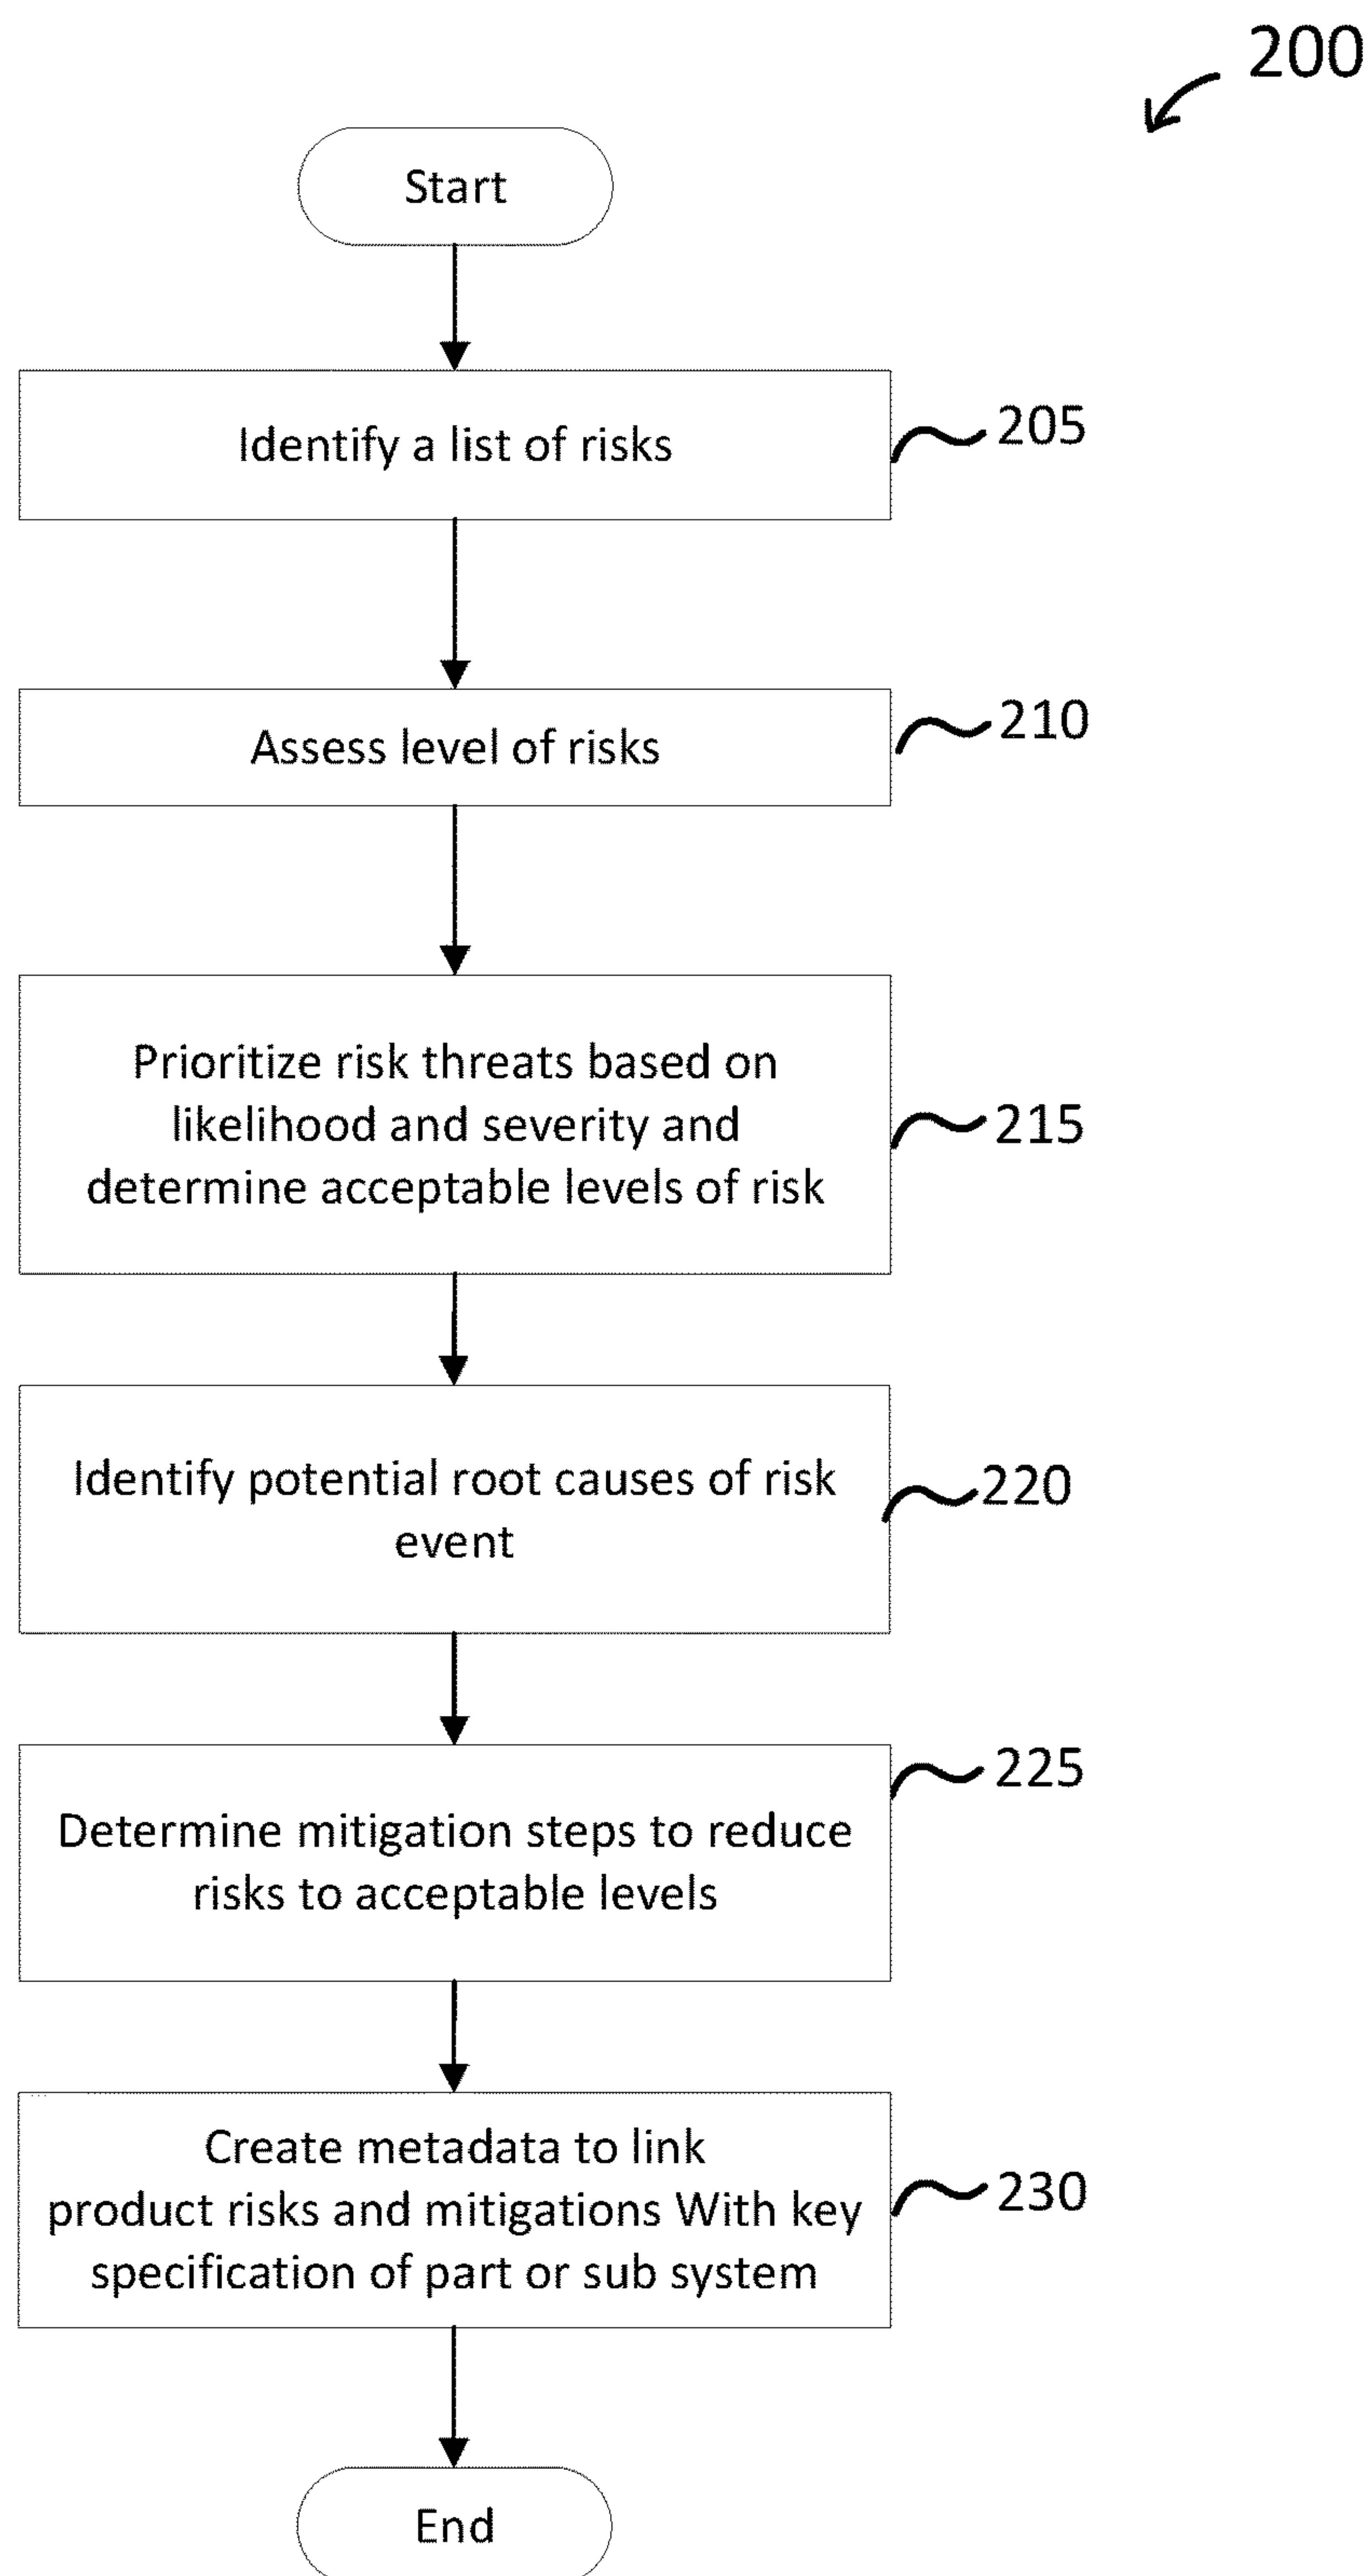 200
Start
Identify a list of risks
205
Assess level of risks
210
Prioritize risk threats based on
likelihood and severity and
determine acceptable levels of risk
215
Identify potential root causes of risk
event
220
Determine mitigation steps to reduce
risks to acceptable levels
225
Create metadata to link
product risks and mitigations With key
specification of part or sub system
230
End